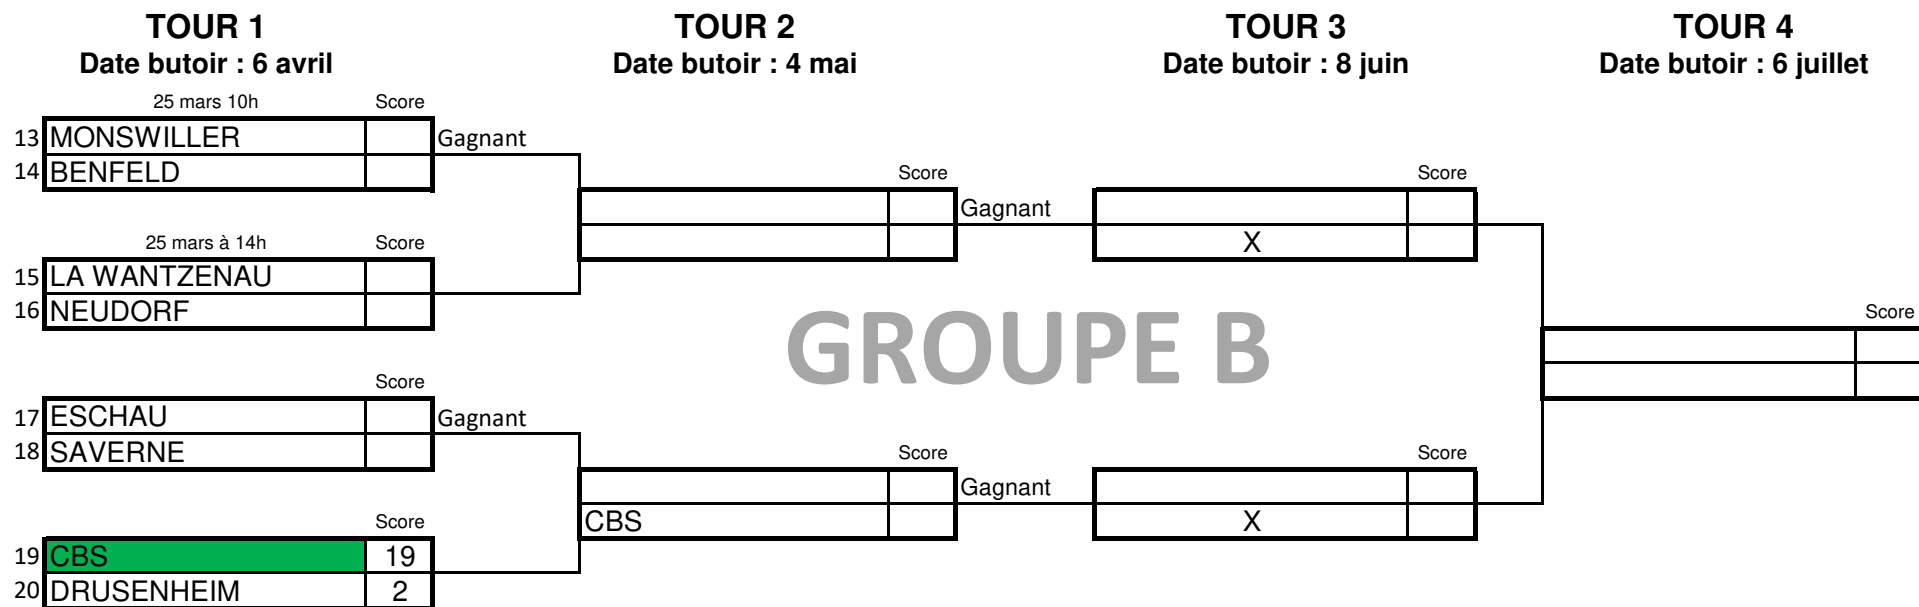 TOUR 1 TOUR 2 TOUR 3 TOUR 4
Date butoir : 6 avril Date butoir : 4 mai Date butoir : 8 juin Date butoir : 6 juillet
25 mars 10h Score
13 MONSWILLER Gagnant
14 BENFELD
Score Score
Gagnant
X
25 mars à 14h Score
15 LA WANTZENAU
16 NEUDORF
GROUPE B
Score
Score
17 ESCHAU Gagnant
18 SAVERNE
Score Score
Gagnant
CBS X
Score
19 CBS 19
20 DRUSENHEIM 2